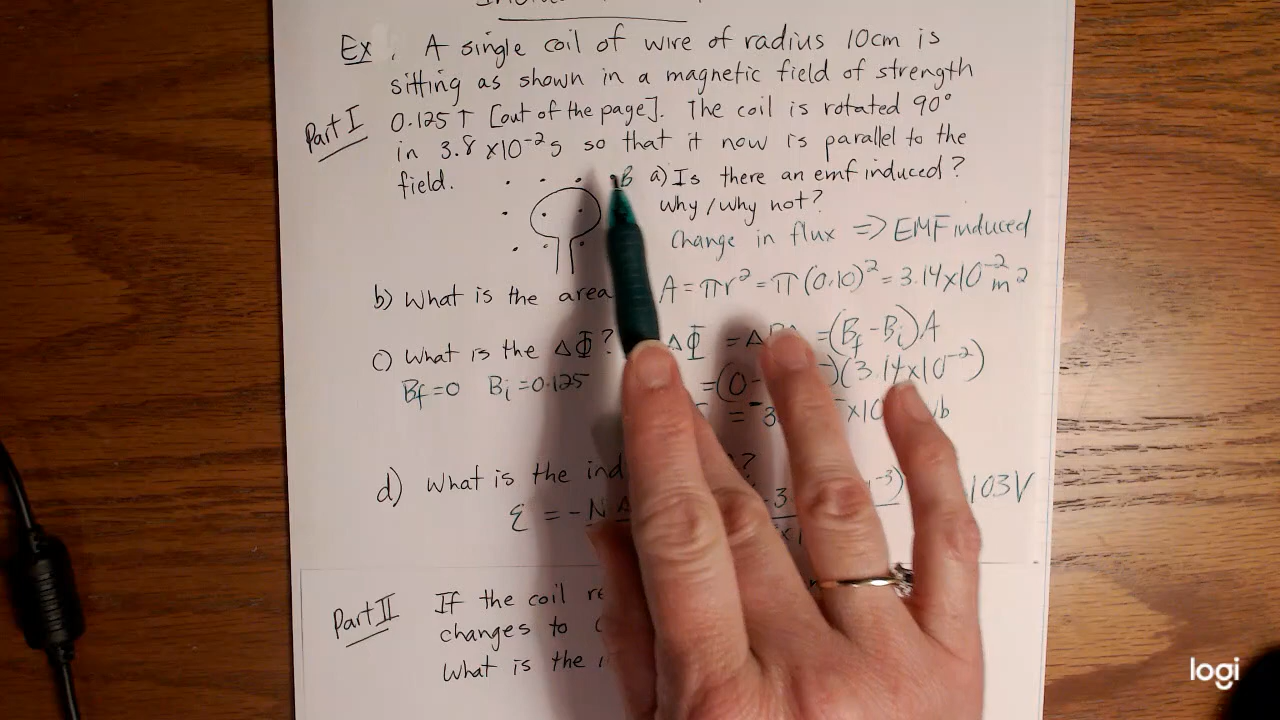 Ex. A single coil of wire of radius 10cm is
sitting as shown in a magnetic field of strength
Part I
0.125 T [out of the page]. The coil is rotated 90°
in 3.8 x10⁻² s so that it now is parallel to the
field.
B a) Is there an emf induced?
Why / why not?
Change in flux => EMF induced
b) What is the area
A = πr² = π(0.10)² = 3.14x10⁻² m²
c) What is the ΔΦ?
ΔΦ = Δ = (Bf - Bi)A
Bf = 0 Bi = 0.125
= (0- )(3.14x10⁻²)
= -3 x10
d) What is the
ε = -N
103V
Part II
If the coil
changes to
What is the
logi